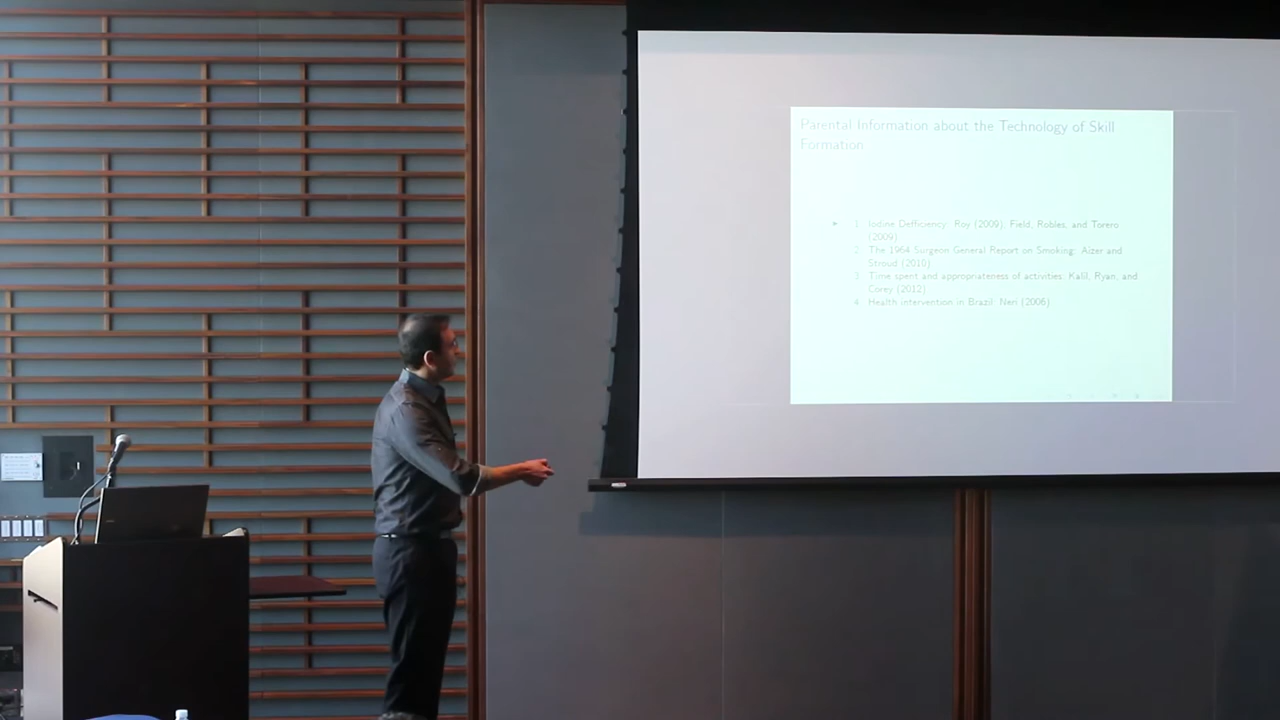 Parental Information about the Technology of Skill
Formation
1. Iodine Defficiency: Roy (2009), Field, Robles, and Torero
(2009)
2. The 1964 Surgeon General Report on Smoking: Aizer and
Stroud (2010)
3. Time spent and appropriateness of activities: Kalil, Ryan, and
Corey (2012)
4. Health intervention in Brazil: Neri (2006)